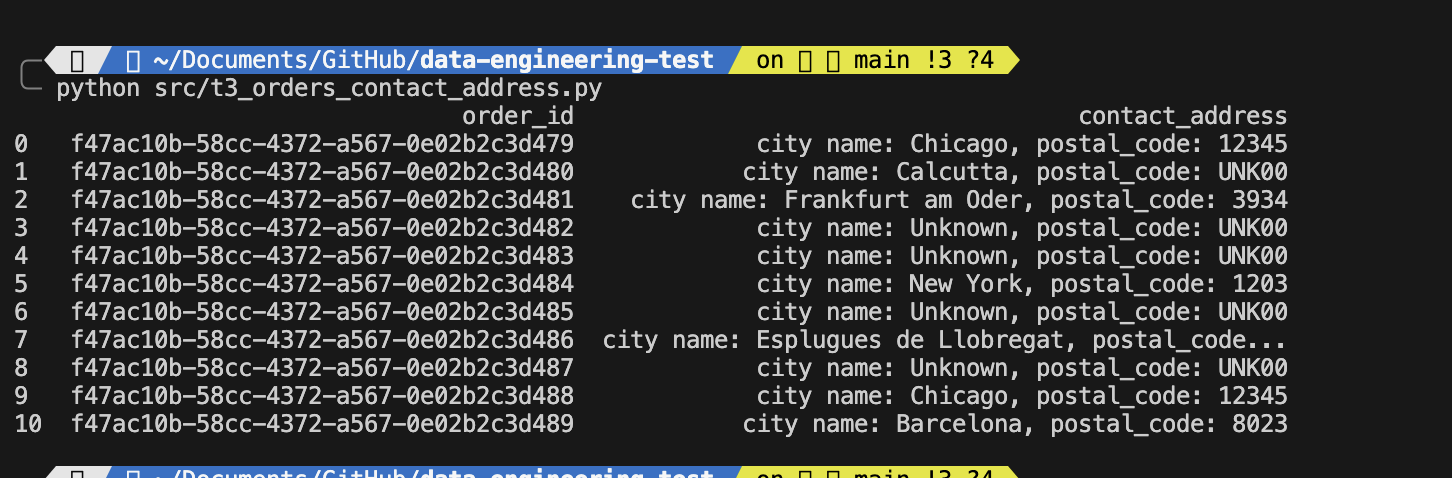 ~/Documents/GitHub/data-engineering-test on main !3 ?4
python src/t3_orders_contact_address.py
order_id contact_address
0 f47ac10b-58cc-4372-a567-0e02b2c3d479 city name: Chicago, postal_code: 12345
1 f47ac10b-58cc-4372-a567-0e02b2c3d480 city name: Calcutta, postal_code: UNK00
2 f47ac10b-58cc-4372-a567-0e02b2c3d481 city name: Frankfurt am Oder, postal_code: 3934
3 f47ac10b-58cc-4372-a567-0e02b2c3d482 city name: Unknown, postal_code: UNK00
4 f47ac10b-58cc-4372-a567-0e02b2c3d483 city name: Unknown, postal_code: UNK00
5 f47ac10b-58cc-4372-a567-0e02b2c3d484 city name: New York, postal_code: 1203
6 f47ac10b-58cc-4372-a567-0e02b2c3d485 city name: Unknown, postal_code: UNK00
7 f47ac10b-58cc-4372-a567-0e02b2c3d486 city name: Esplugues de Llobregat, postal_code...
8 f47ac10b-58cc-4372-a567-0e02b2c3d487 city name: Unknown, postal_code: UNK00
9 f47ac10b-58cc-4372-a567-0e02b2c3d488 city name: Chicago, postal_code: 12345
10 f47ac10b-58cc-4372-a567-0e02b2c3d489 city name: Barcelona, postal_code: 8023
~/Documents/GitHub/data-engineering-test on main !3 ?4